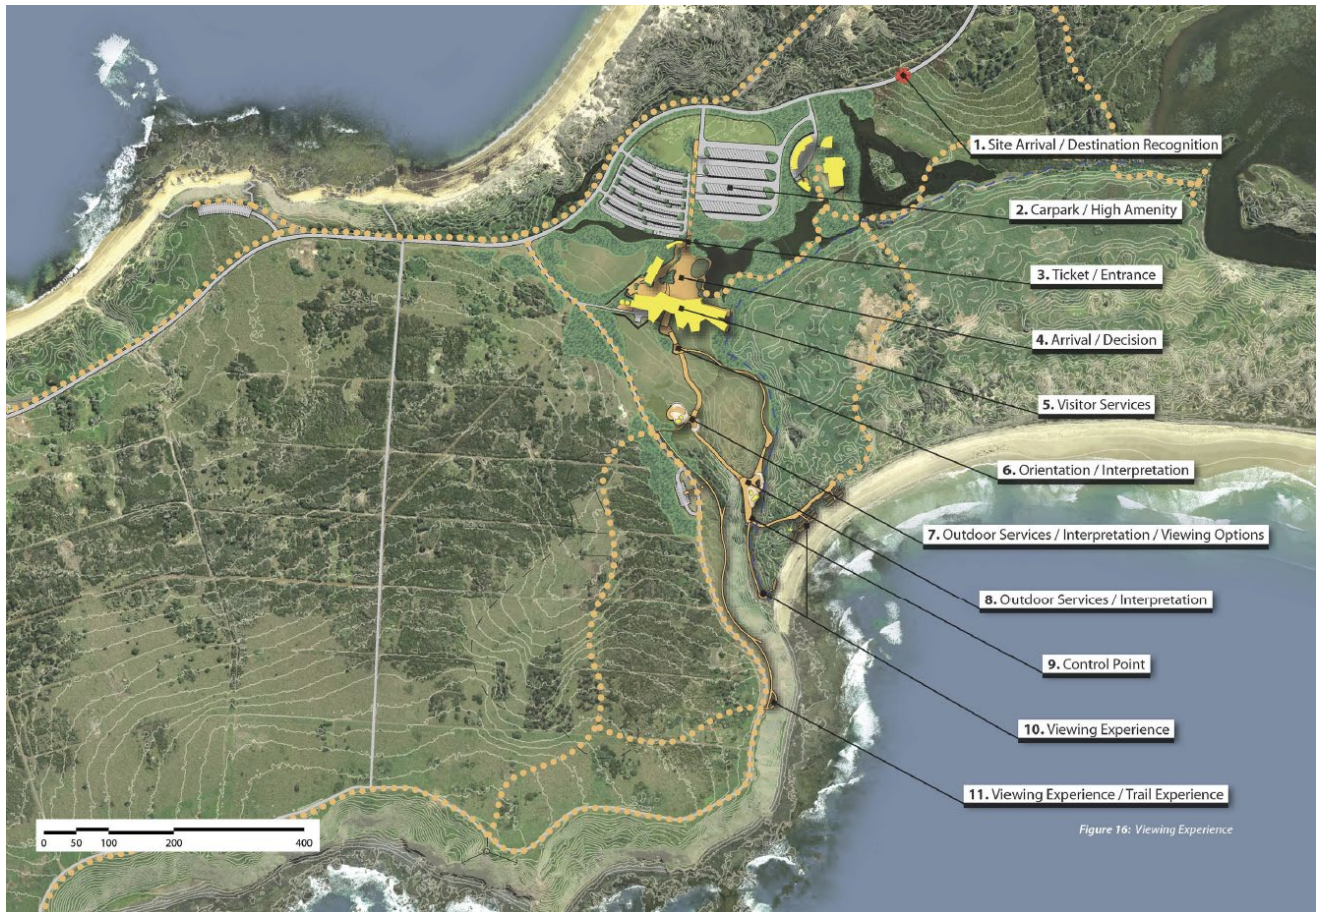 1. Site Arrival / Destination Recognition
2. Carpark / High Amenity
3. Ticket / Entrance
4. Arrival / Decision
5. Visitor Services
6. Orientation / Interpretation
7. Outdoor Services / Interpretation / Viewing Options
8. Outdoor Services / Interpretation
9. Control Point
10. Viewing Experience
11. Viewing Experience / Trail Experience
Figure 16: Viewing Experience
0 50 100 200 400